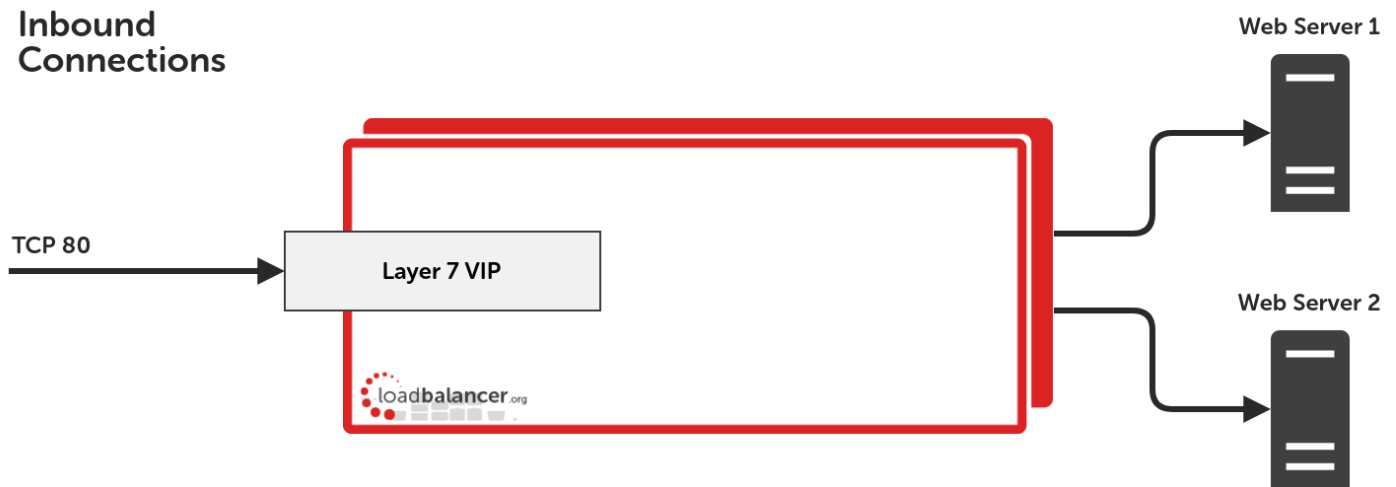 Inbound
Connections
Web Server 1
TCP 80
Layer 7 VIP
Web Server 2
loadbalancer.org